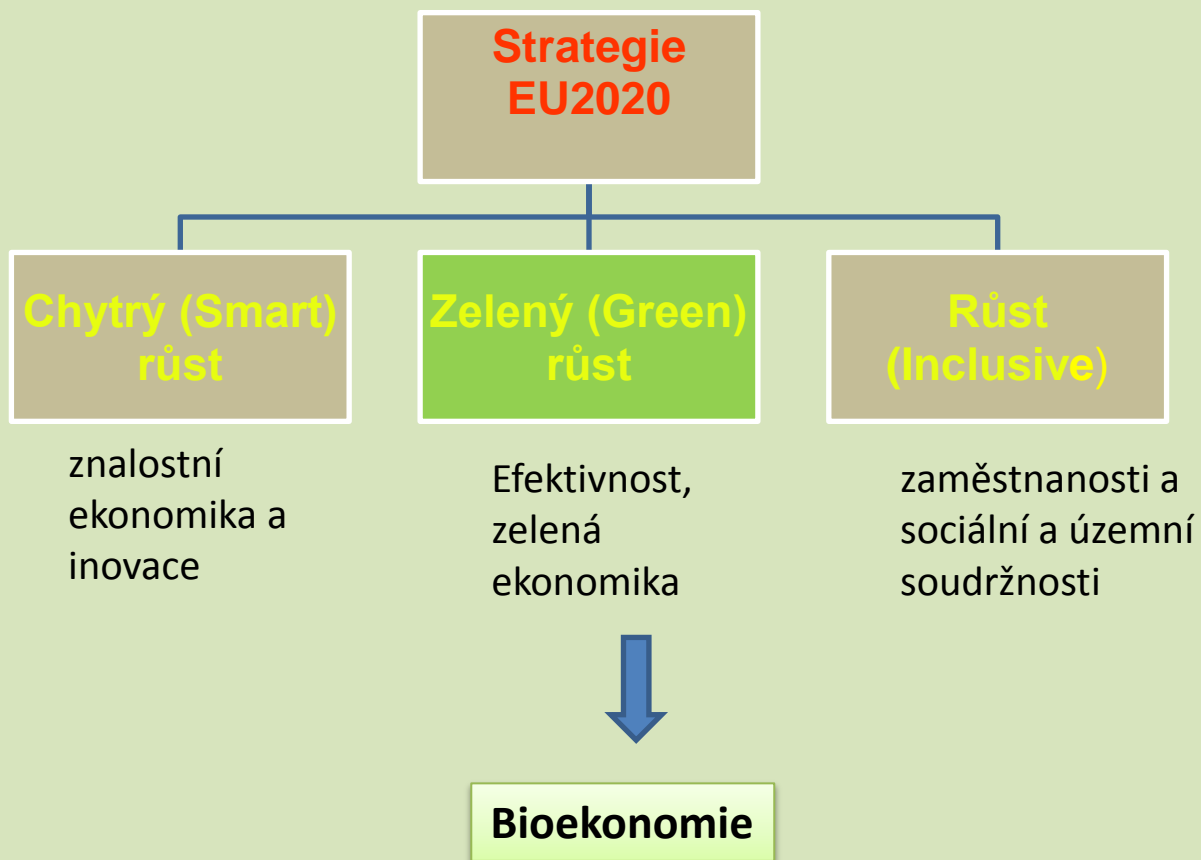 Strategie
EU2020
Chytrý (Smart)
růst
Zelený (Green)
růst
Růst
(Inclusive)
znalostní
ekonomika a
inovace
Efektivnost,
zelená
ekonomika
zaměstnanosti a
sociální a územní
soudržnosti
Bioekonomie